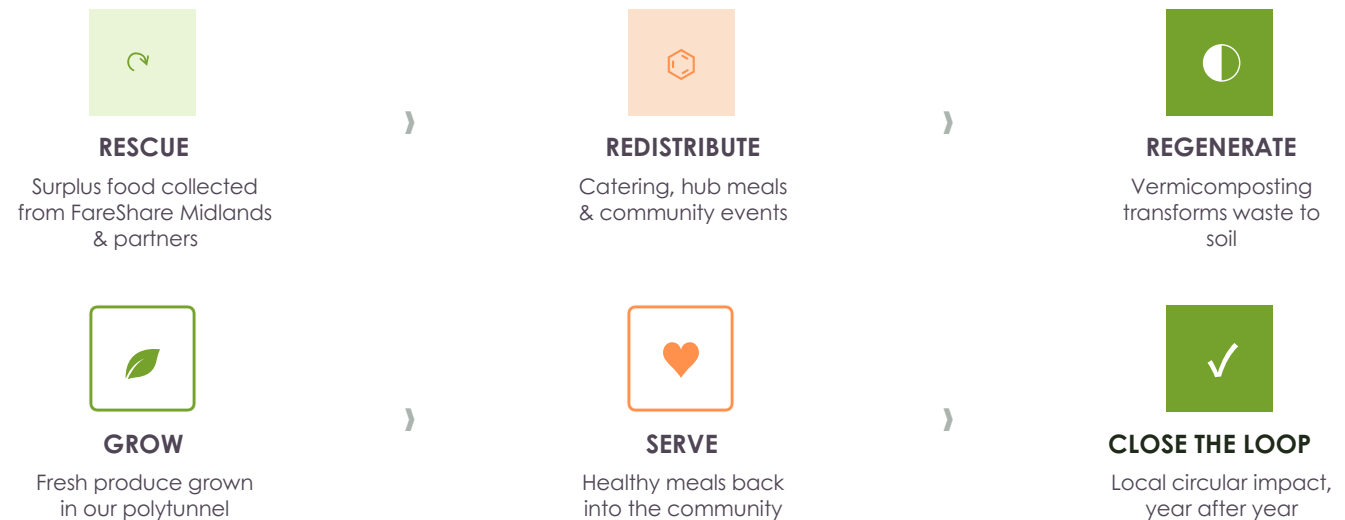 RESCUE
Surplus food collected
from FareShare Midlands
& partners
REDISTRIBUTE
Catering, hub meals
& community events
REGENERATE
Vermicomposting
transforms waste to
soil
GROW
Fresh produce grown
in our polytunnel
SERVE
Healthy meals back
into the community
CLOSE THE LOOP
Local circular impact,
year after year